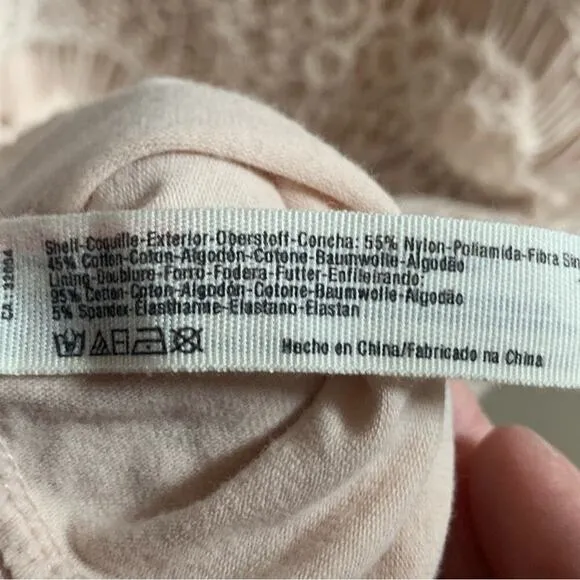 Shell-Coquille-Exterior-Oberstoff-Concha: 55% Nylon-Poliamida-Fibra Sin
45% Cotton-Coton-Algodón-Cotone-Baumwolle-Algodão
Lining-Doublure-Forro-Fodera-Futter-Enfileirando:
95% Cotton-Coton-Algodón-Cotone-Baumwolle-Algodão
5% Spandex-Elasthanne-Elastano-Elastan
Hecho en China/Fabricado na China